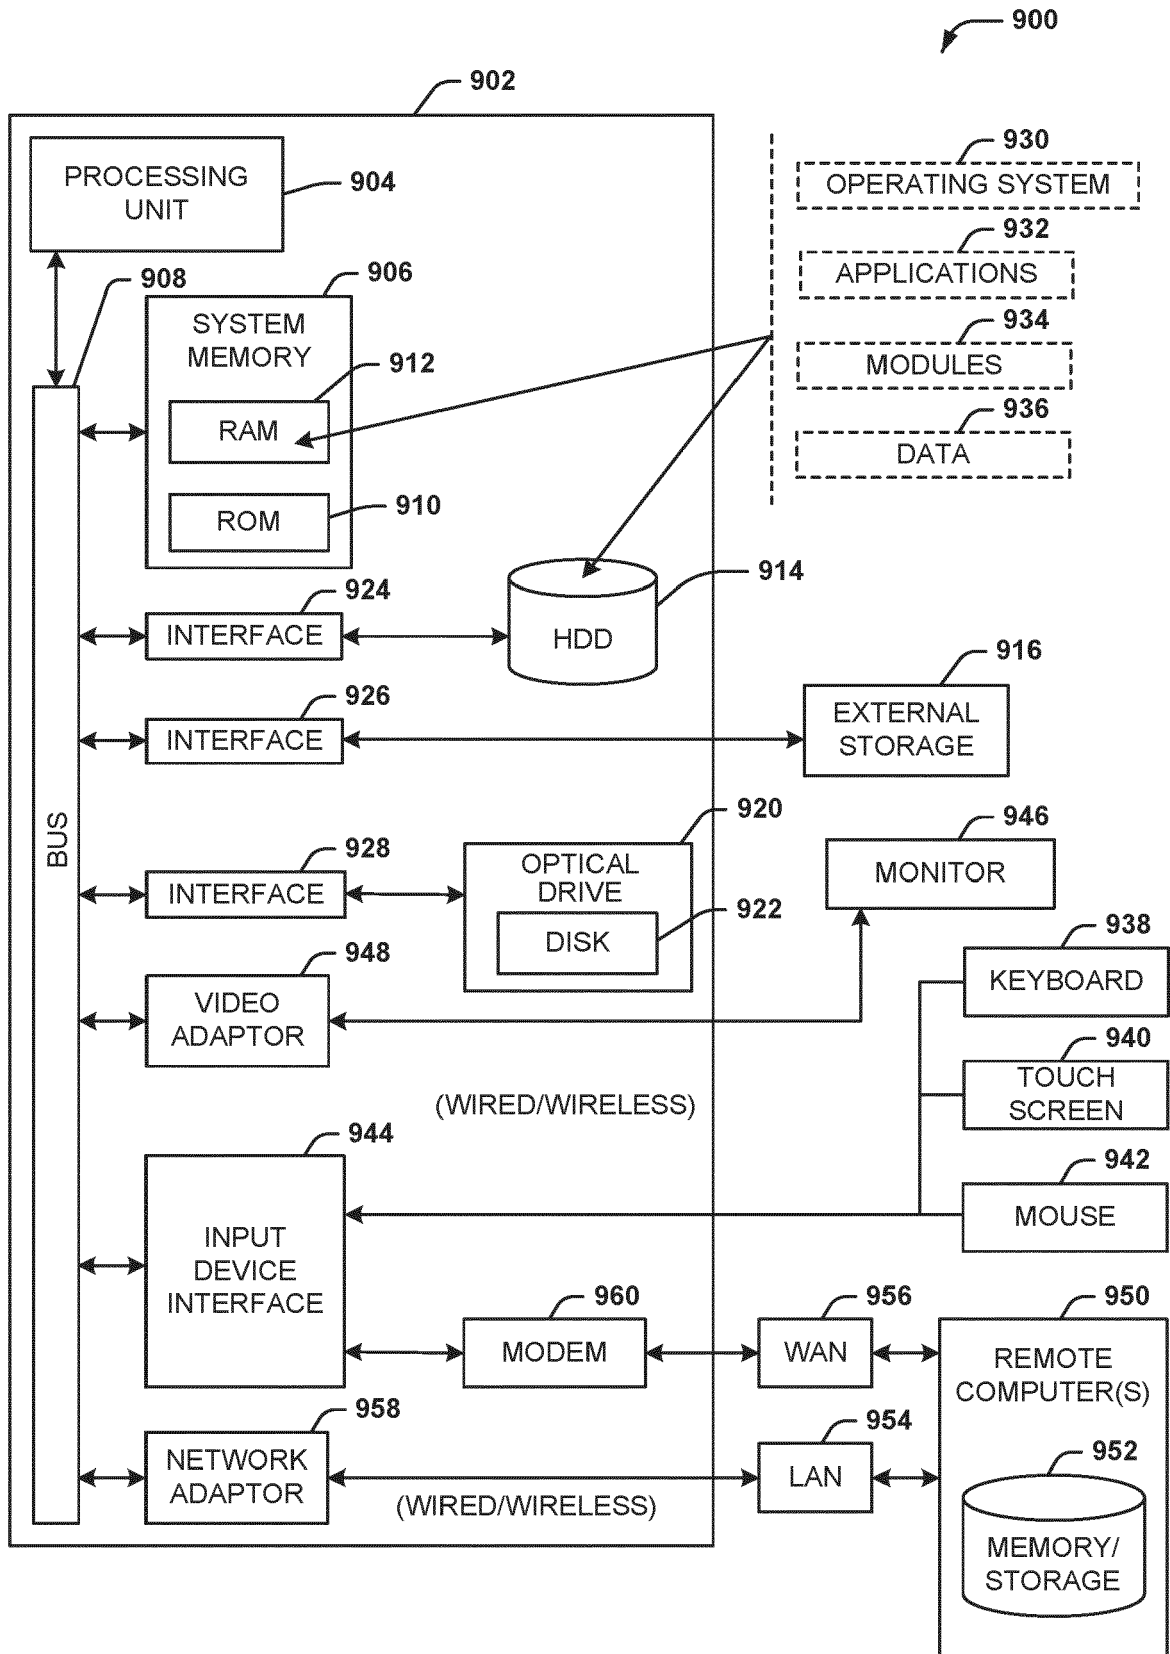 900
902
PROCESSING
UNIT
904
930
OPERATING SYSTEM
932
APPLICATIONS
934
MODULES
936
DATA
908
906
SYSTEM
MEMORY
912
RAM
910
ROM
914
HDD
924
INTERFACE
916
EXTERNAL
STORAGE
926
INTERFACE
BUS
920
OPTICAL
DRIVE
922
DISK
928
INTERFACE
946
MONITOR
948
VIDEO
ADAPTOR
938
KEYBOARD
940
TOUCH
SCREEN
(WIRED/WIRELESS)
942
MOUSE
944
INPUT
DEVICE
INTERFACE
960
MODEM
956
WAN
950
REMOTE
COMPUTER(S)
958
NETWORK
ADAPTOR
(WIRED/WIRELESS)
954
LAN
952
MEMORY/
STORAGE